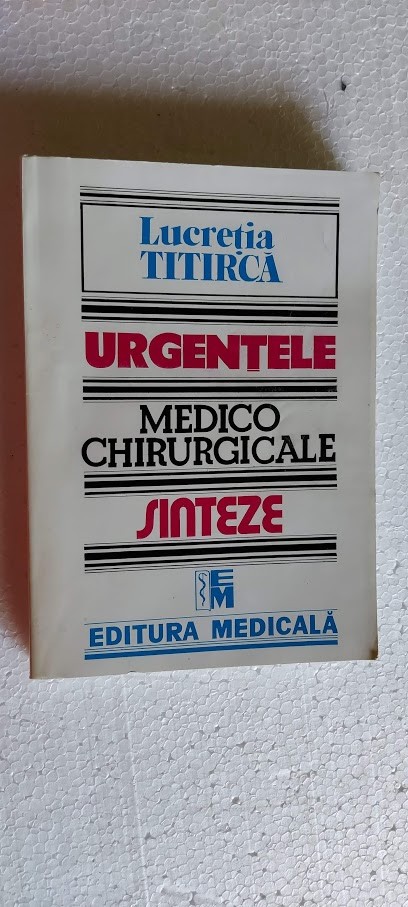 Lucreția
TITIRCĂ
URGENȚELE
MEDICO
CHIRURGICALE
SINTEZE
EM
EDITURA MEDICALĂ